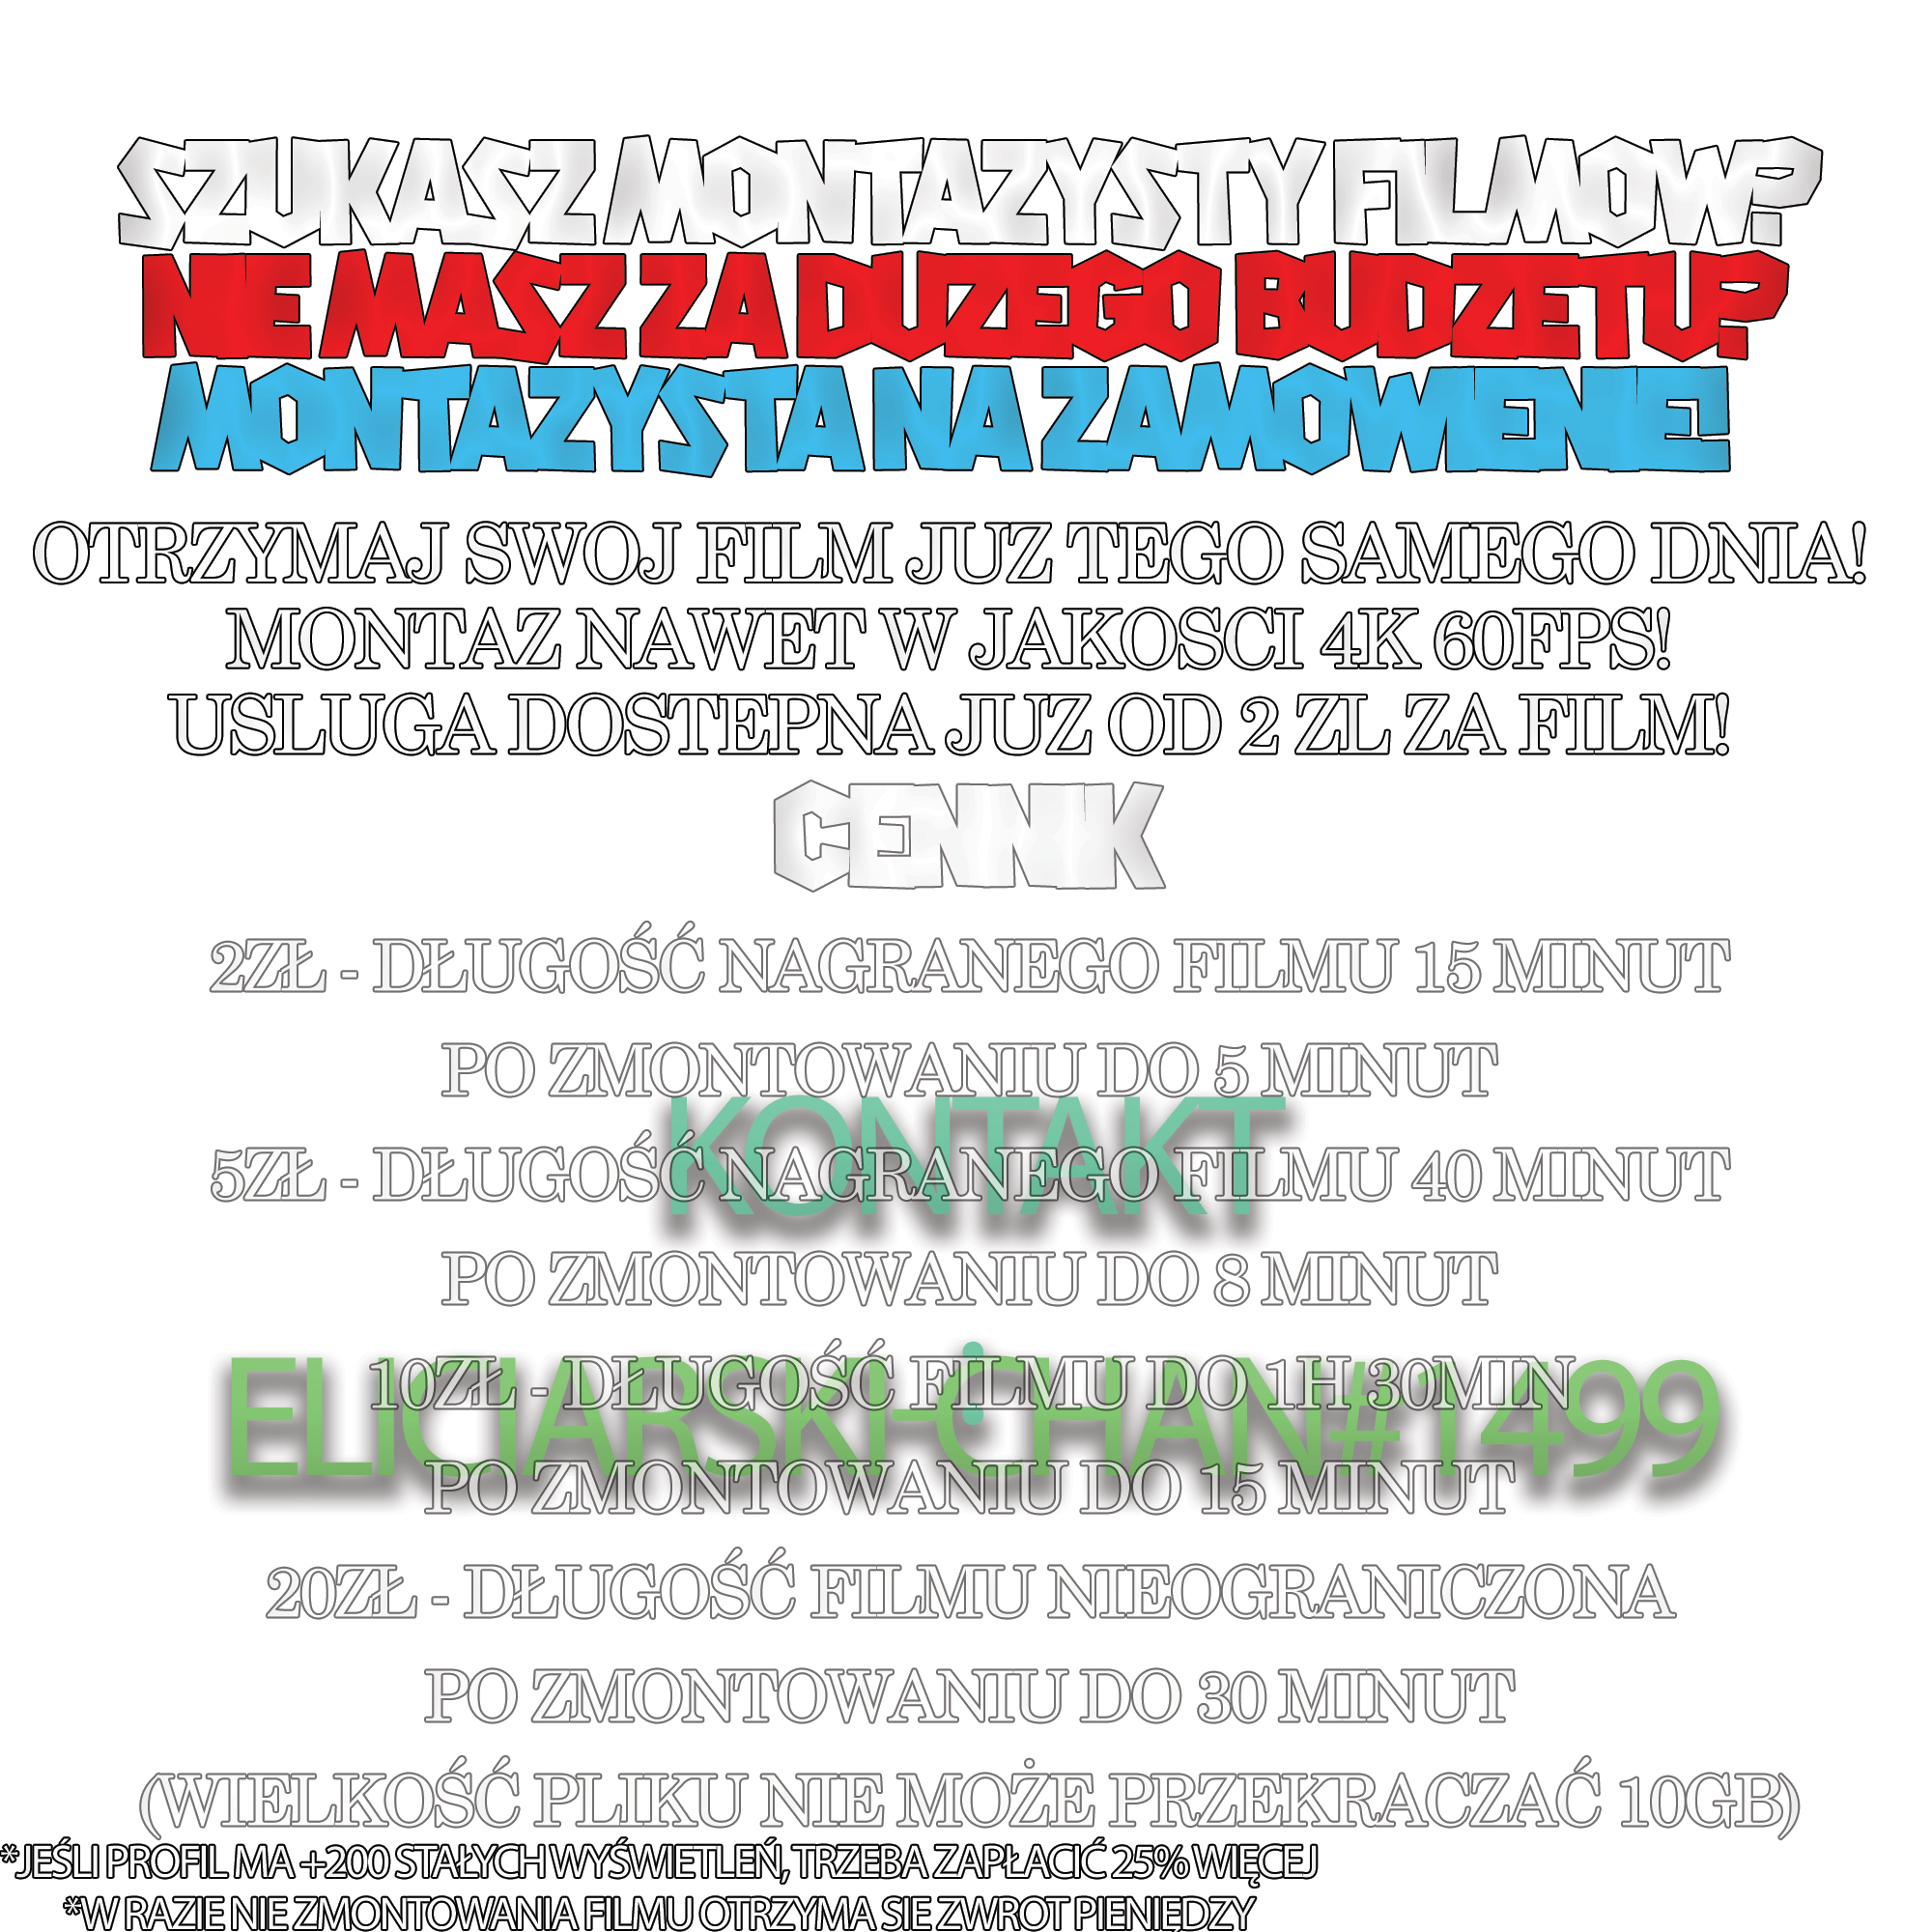 SZUKASZ MONTAZYSTY FILMOW?
NIE MASZ ZA DUZEGO BUDZETU?
MONTAZYSTA NA ZAMOWIENIE!
OTRZYMAJ SWOJ FILM JUZ TEGO SAMEGO DNIA!
MONTAZ NAWET W JAKOSCI 4K 60FPS!
USLUGA DOSTEPNA JUZ OD 2 ZL ZA FILM!
CENNIK
2ZŁ - DŁUGOŚĆ NAGRANEGO FILMU 15 MINUT
PO ZMONTOWANIU DO 5 MINUT
KONTAKT
5ZŁ - DŁUGOŚĆ NAGRANEGO FILMU 40 MINUT
PO ZMONTOWANIU DO 8 MINUT
10ZŁ - DŁUGOŚĆ FILMU DO 1H 30MIN
:
ELICIARSKI-CHAN#1499
PO ZMONTOWANIU DO 15 MINUT
20ZŁ - DŁUGOŚĆ FILMU NIEOGRANICZONA
PO ZMONTOWANIU DO 30 MINUT
(WIELKOŚĆ PLIKU NIE MOŻE PRZEKRACZAĆ 10GB)
*JEŚLI PROFIL MA +200 STAŁYCH WYŚWIETLEŃ, TRZEBA ZAPŁACIĆ 25% WIĘCEJ
*W RAZIE NIE ZMONTOWANIA FILMU OTRZYMA SIE ZWROT PIENIĘDZY